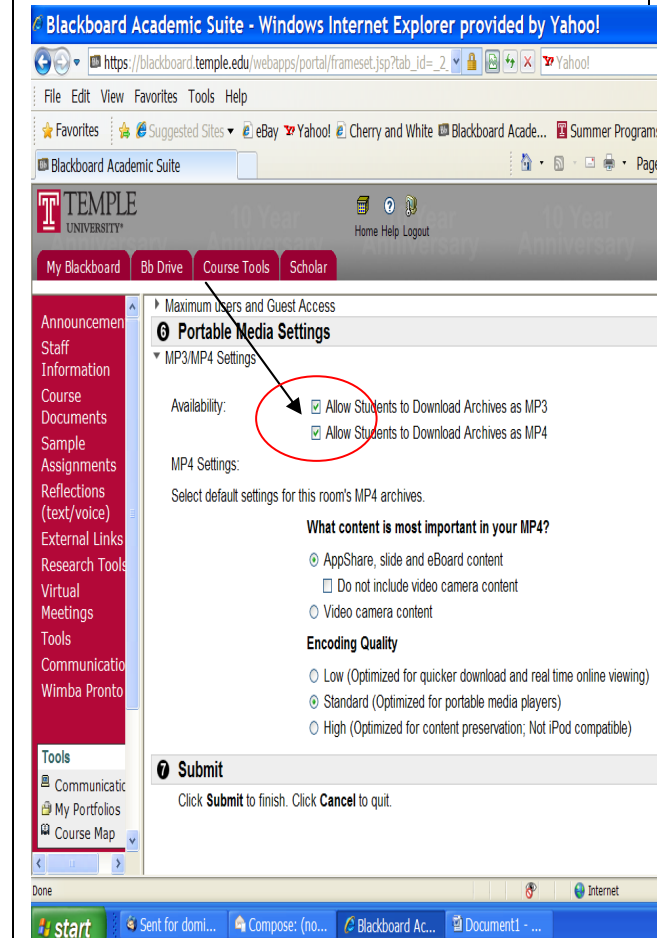 Blackboard Academic Suite - Windows Internet Explorer provided by Yahoo!
https://blackboard.temple.edu/webapps/portal/frameset.jsp?tab_id=_2_
Yahoo!
File Edit View Favorites Tools Help
Favorites Suggested Sites eBay Yahoo! Cherry and White Blackboard Acade... Summer Programs
Blackboard Academic Suite
Page
TEMPLE
UNIVERSITY®
10 Year 10 Year
Anniversary Anniversary
Home Help Logout
My Blackboard Bb Drive Course Tools Scholar
Announcemen
Staff
Information
Course
Documents
Sample
Assignments
Reflections
(text/voice)
External Links
Research Tools
Virtual
Meetings
Tools
Communicatio
Wimba Pronto
Tools
Communicatic
My Portfolios
Course Map
Maximum users and Guest Access
6 Portable Media Settings
MP3/MP4 Settings
Availability:
Allow Students to Download Archives as MP3
Allow Students to Download Archives as MP4
MP4 Settings:
Select default settings for this room's MP4 archives.
What content is most important in your MP4?
AppShare, slide and eBoard content
Do not include video camera content
Video camera content
Encoding Quality
Low (Optimized for quicker download and real time online viewing)
Standard (Optimized for portable media players)
High (Optimized for content preservation; Not iPod compatible)
7 Submit
Click Submit to finish. Click Cancel to quit.
Done
Internet
start Sent for domi... Compose: (no... Blackboard Ac... Document1 - ...